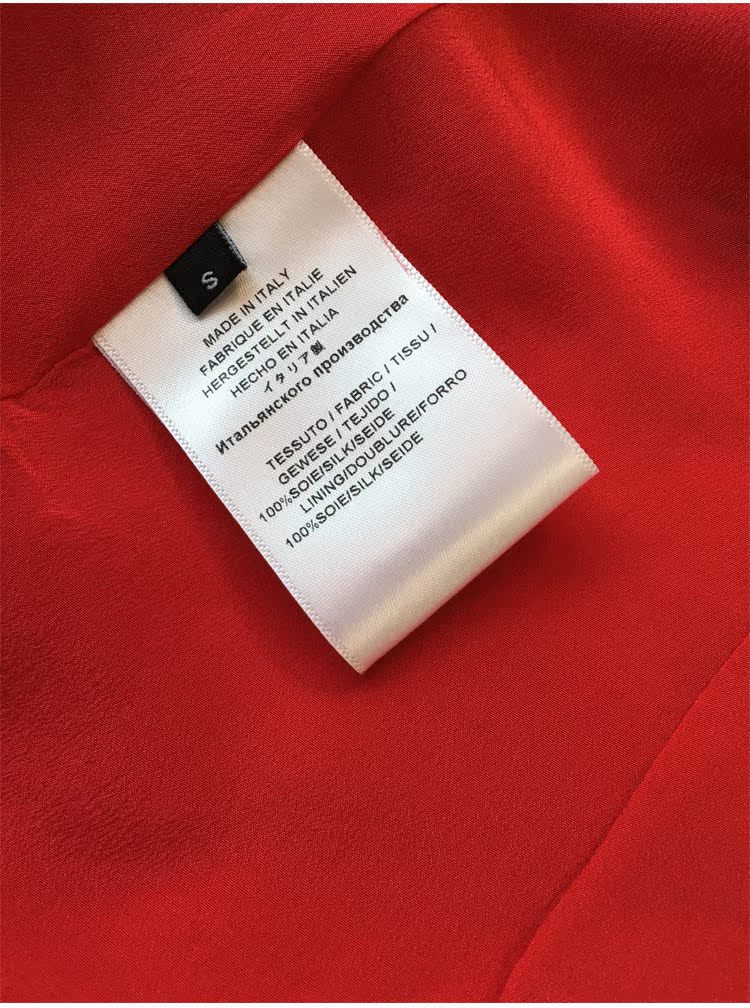 S
MADE IN ITALY
FABRIQUE EN ITALIE
HERGESTELLT IN ITALIEN
HECHO EN ITALIA
イタリア製
Итальянского производства
TESSUTO / FABRIC / TISSU /
GEWESE / TEJIDO /
100%SOIE/SILK/SEIDE
LINING/DOUBLURE/FORRO
100%SOIE/SILK/SEIDE